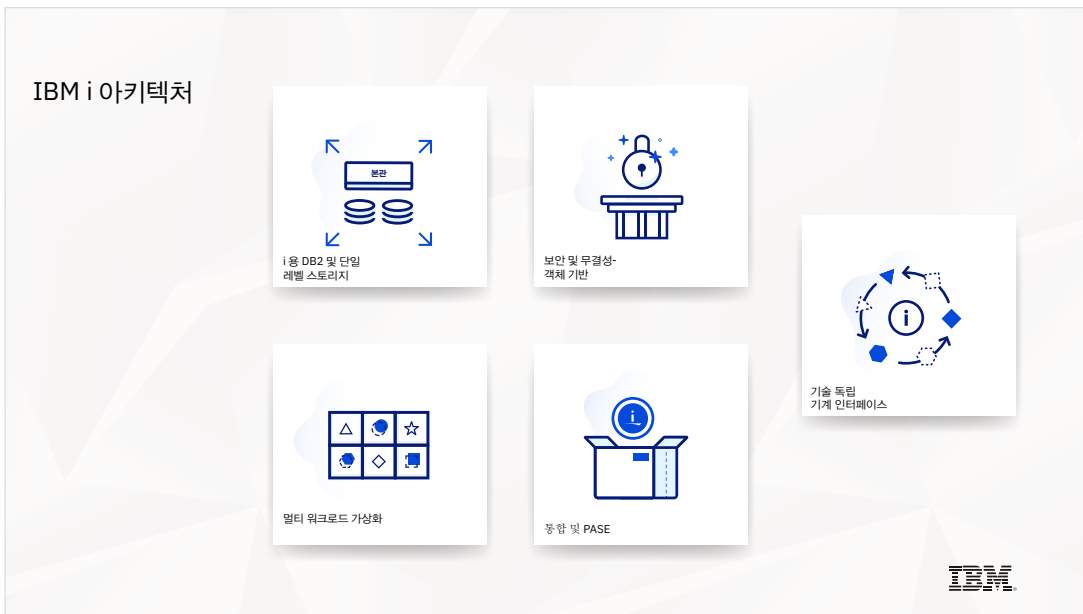 IBM i 아키텍처
본관
i 용 DB2 및 단일
레벨 스토리지
보안 및 무결성-
객체 기반
기술 독립
기계 인터페이스
멀티 워크로드 가상화
i
통합 및 PASE
i
IBM